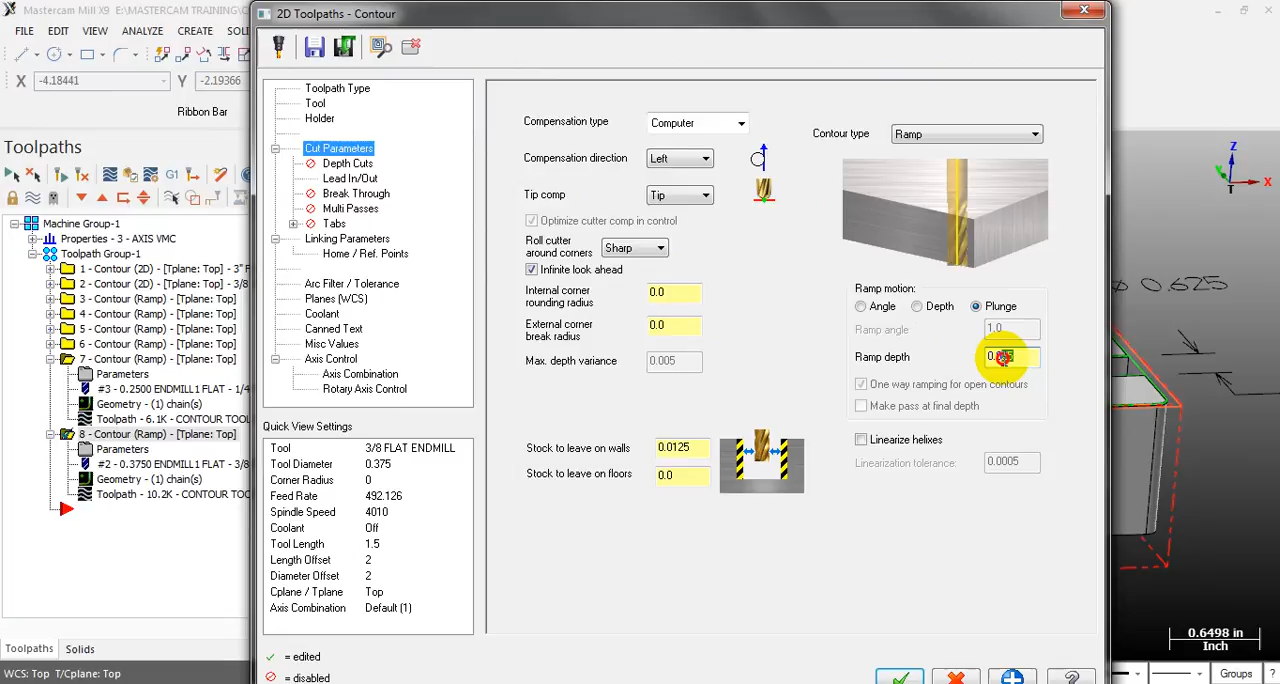 Mastercam Mill X9 E:\MASTERCAM TRAINING\C
2D Toolpaths - Contour
FILE EDIT VIEW ANALYZE CREATE SOLI
X -4.18441 Y -2.19366
Ribbon Bar
Toolpaths
G1
Machine Group-1
Properties - 3 - AXIS VMC
Toolpath Group-1
1 - Contour (2D) - [Tplane: Top] - 3"
2 - Contour (2D) - [Tplane: Top] - 3/8
3 - Contour (Ramp) - [Tplane: Top]
4 - Contour (Ramp) - [Tplane: Top]
5 - Contour (Ramp) - [Tplane: Top]
6 - Contour (Ramp) - [Tplane: Top]
7 - Contour (Ramp) - [Tplane: Top]
Parameters
#3 - 0.2500 ENDMILL1 FLAT - 1/4
Geometry - (1) chain(s)
Toolpath - 6.1K - CONTOUR TOOL
8 - Contour (Ramp) - [Tplane: Top]
Parameters
#2 - 0.3750 ENDMILL FLAT - 3/8
Geometry - (1) chain(s)
Toolpath - 10.2K - CONTOUR TOO
Toolpaths Solids
WCS: Top T/Cplane: Top
Toolpath Type
Tool
Holder
Cut Parameters
Depth Cuts
Lead In/Out
Break Through
Multi Passes
Tabs
Linking Parameters
Home / Ref. Points
Arc Filter / Tolerance
Planes (WCS)
Coolant
Canned Text
Misc Values
Axis Control
Axis Combination
Rotary Axis Control
Quick View Settings
Tool 3/8 FLAT ENDMILL
Tool Diameter 0.375
Corner Radius 0
Feed Rate 492.126
Spindle Speed 4010
Coolant Off
Tool Length 1.5
Length Offset 2
Diameter Offset 2
Cplane / Tplane Top
Axis Combination Default (1)
= edited
= disabled
Compensation type Computer
Compensation direction Left
Tip comp Tip
Optimize cutter comp in control
Roll cutter
around corners Sharp
Infinite look ahead
Internal corner
rounding radius 0.0
External corner
break radius 0.0
Max. depth variance 0.005
Stock to leave on walls 0.0125
Stock to leave on floors 0.0
Contour type Ramp
Ramp motion:
Angle Depth Plunge
Ramp angle 1.0
Ramp depth
One way ramping for open contours
Make pass at final depth
Linearize helixes
Linearization tolerance: 0.0005
?
Z
Y
X
T
Ø 0.625
0.6498 in
Inch
Groups ?